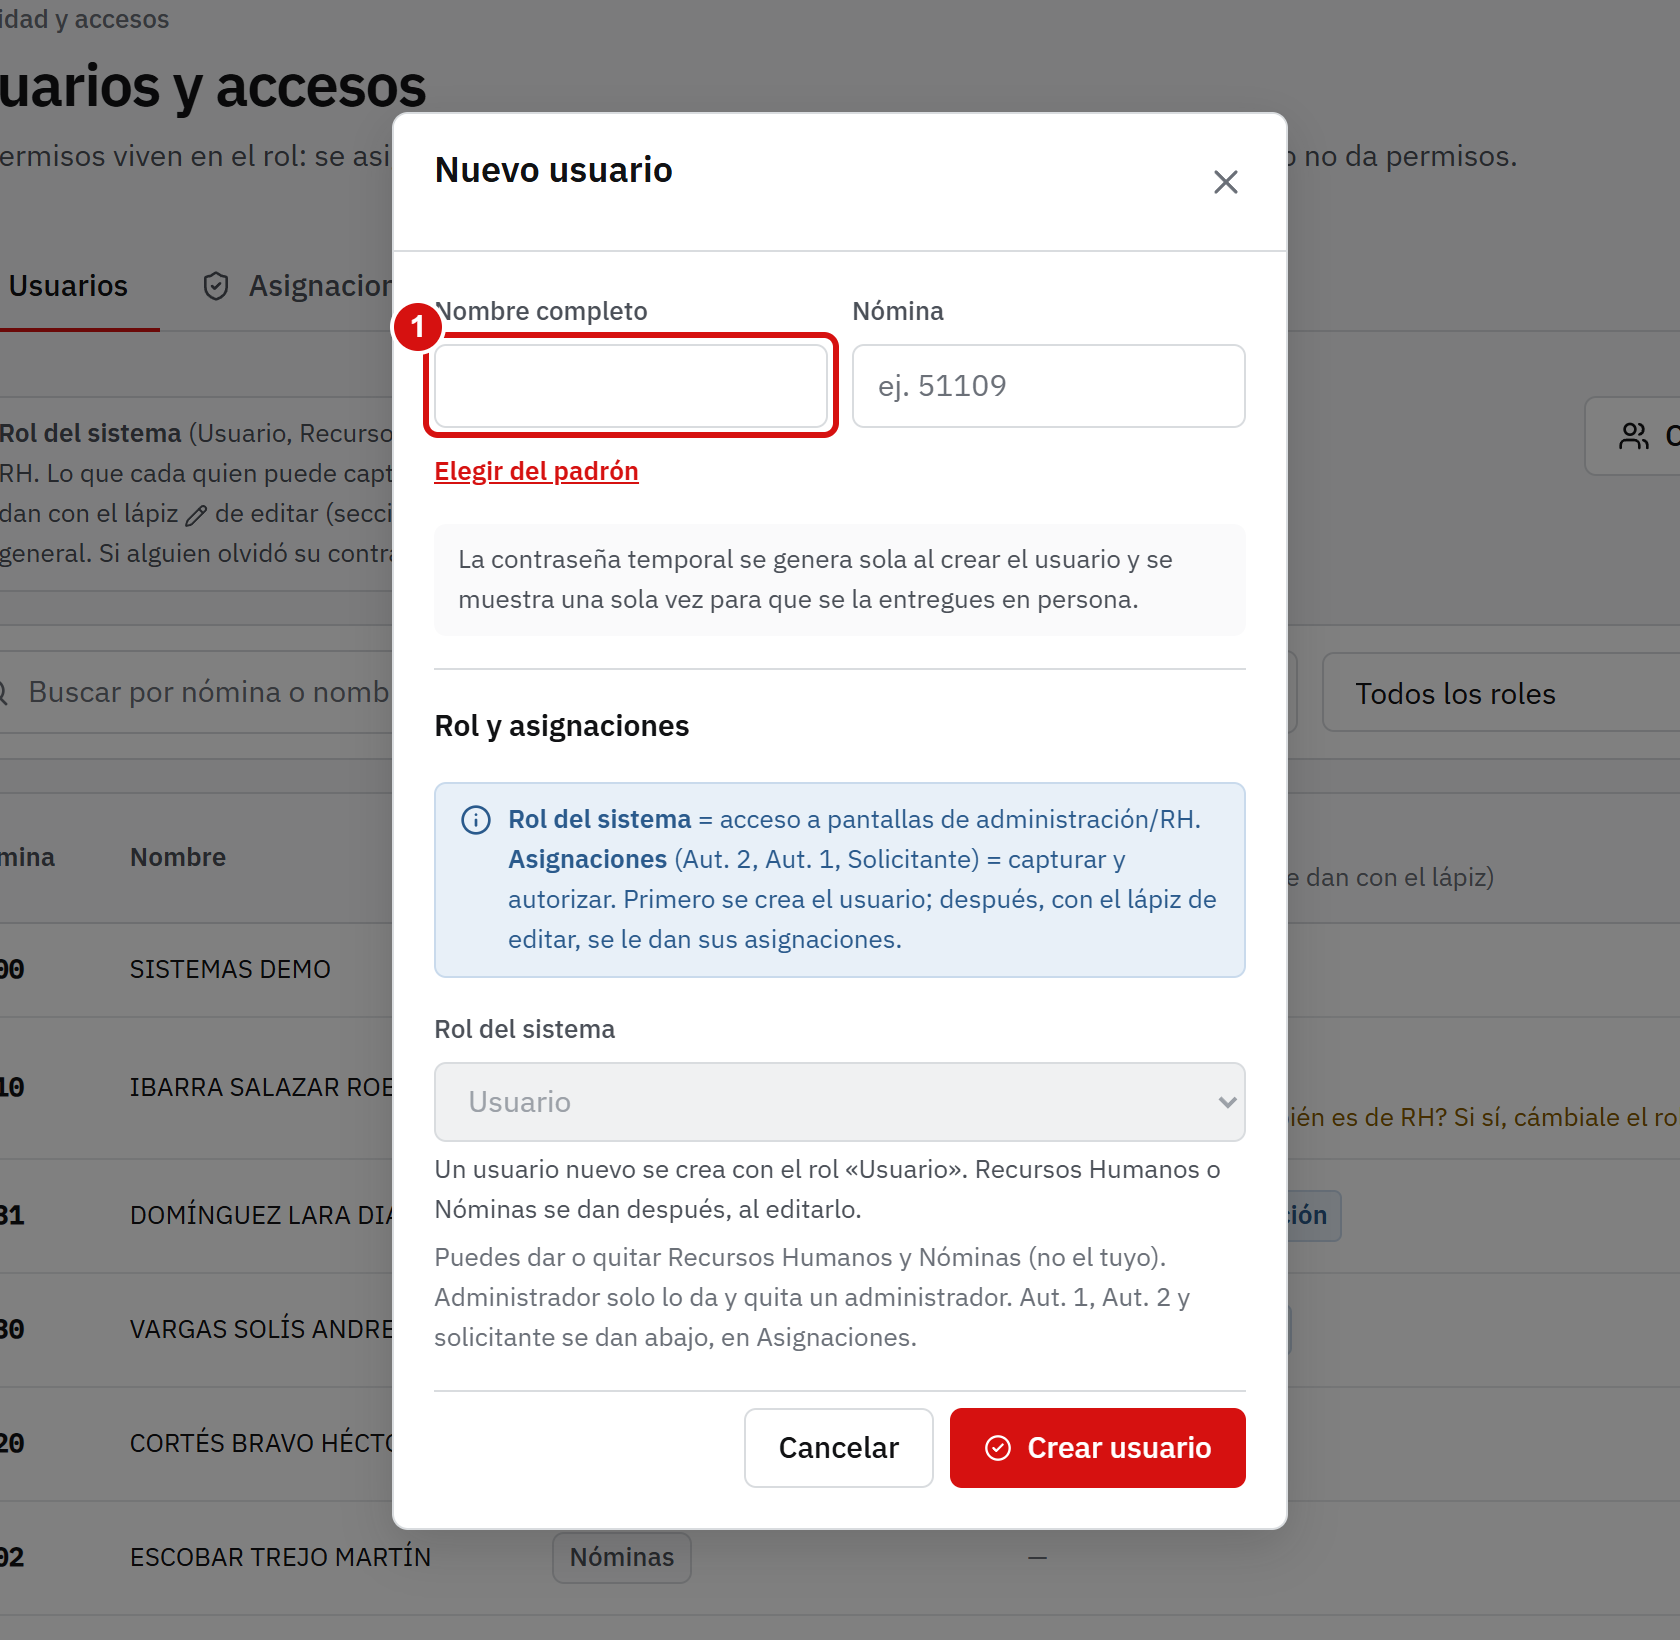 idad y accesos
uarios y accesos
ermisos viven en el rol: se asi
o no da permisos.
Usuarios
Asignacion
Rol del sistema (Usuario, Recurso
RH. Lo que cada quien puede capt
dan con el lápiz de editar (secci
general. Si alguien olvidó su contra
Buscar por nómina o nomb
Todos los roles
mina
Nombre
e dan con el lápiz)
00
SISTEMAS DEMO
10
IBARRA SALAZAR ROE
ién es de RH? Si sí, cámbiale el ro
31
DOMÍNGUEZ LARA DIA
ción
30
VARGAS SOLÍS ANDRE
20
CORTÉS BRAVO HÉCTO
02
ESCOBAR TREJO MARTÍN
Nóminas
—
Nuevo usuario
1
Nombre completo
Nómina
ej. 51109
Elegir del padrón
La contraseña temporal se genera sola al crear el usuario y se
muestra una sola vez para que se la entregues en persona.
Rol y asignaciones
Rol del sistema = acceso a pantallas de administración/RH.
Asignaciones (Aut. 2, Aut. 1, Solicitante) = capturar y
autorizar. Primero se crea el usuario; después, con el lápiz de
editar, se le dan sus asignaciones.
Rol del sistema
Usuario
Un usuario nuevo se crea con el rol «Usuario». Recursos Humanos o
Nóminas se dan después, al editarlo.
Puedes dar o quitar Recursos Humanos y Nóminas (no el tuyo).
Administrador solo lo da y quita un administrador. Aut. 1, Aut. 2 y
solicitante se dan abajo, en Asignaciones.
Cancelar
Crear usuario